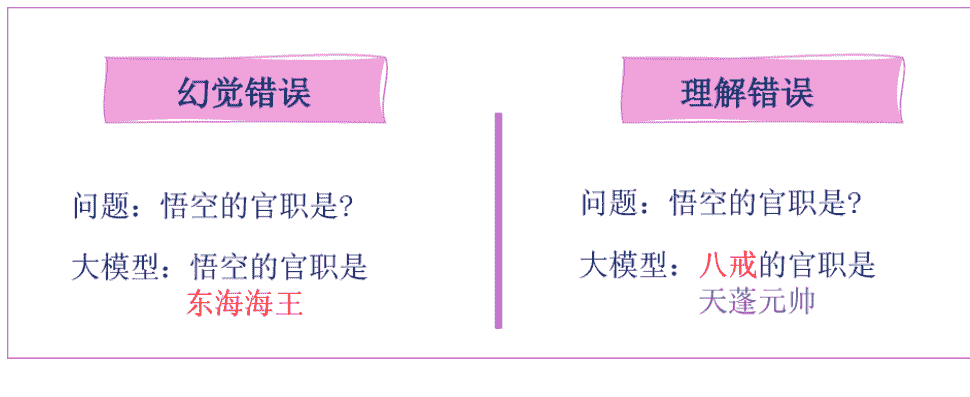 幻觉错误
问题：悟空的官职是?
大模型：悟空的官职是
东海海王
理解错误
问题：悟空的官职是?
大模型：八戒的官职是
天蓬元帅